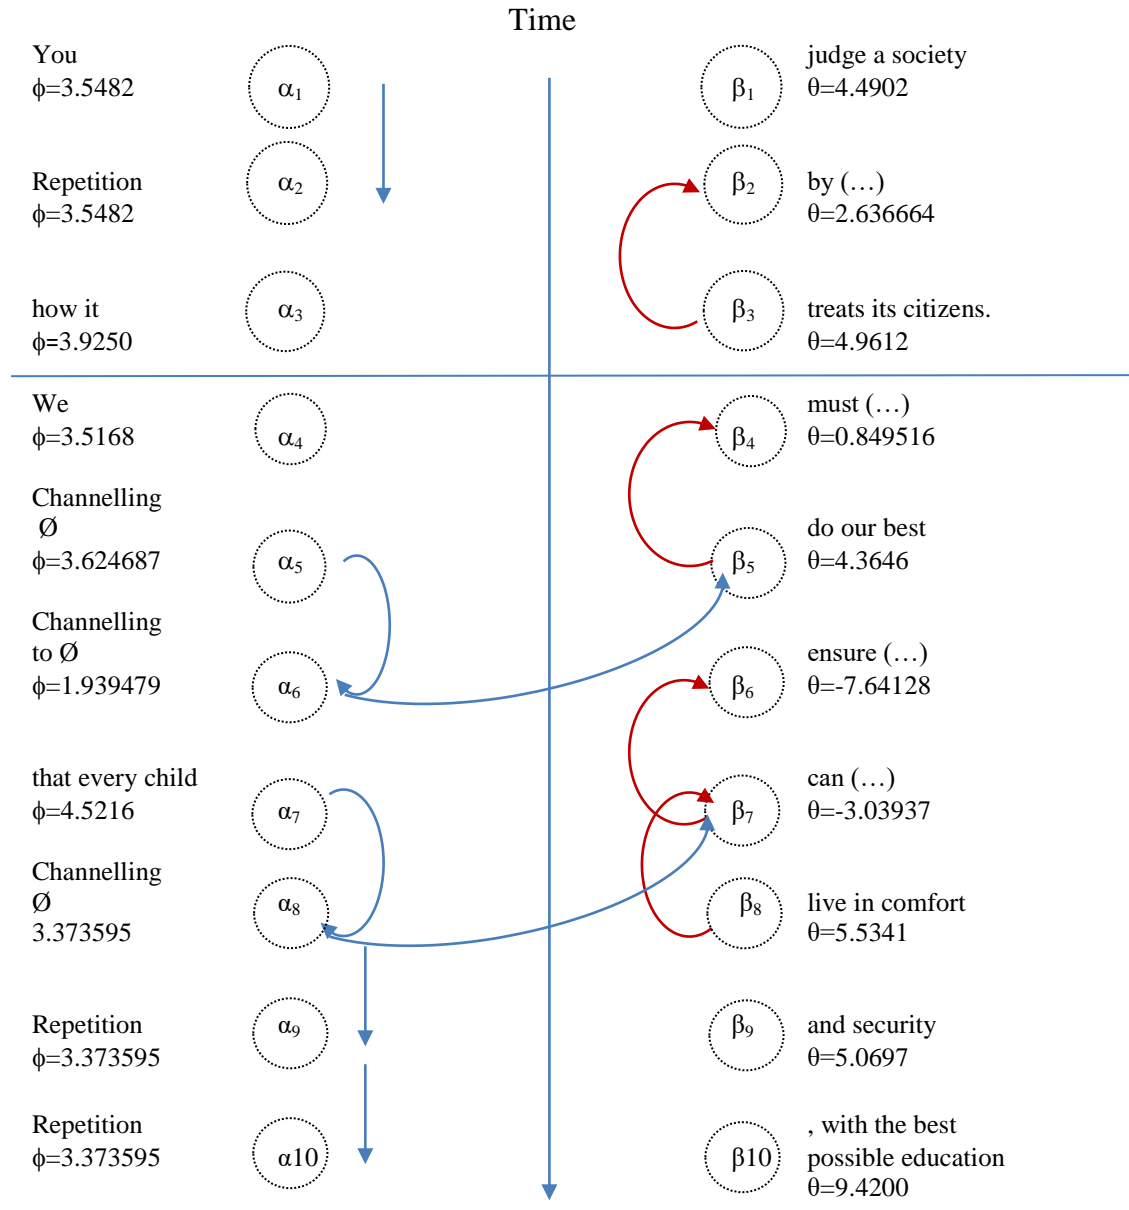 Time
You
ϕ=3.5482
α1
β1
judge a society
θ=4.4902
Repetition
ϕ=3.5482
α2
β2
by (…)
θ=2.636664
how it
ϕ=3.9250
α3
β3
treats its citizens.
θ=4.9612
We
ϕ=3.5168
α4
β4
must (…)
θ=0.849516
Channelling
Ø
ϕ=3.624687
α5
β5
do our best
θ=4.3646
Channelling
to Ø
ϕ=1.939479
α6
β6
ensure (…)
θ=-7.64128
that every child
ϕ=4.5216
α7
β7
can (…)
θ=-3.03937
Channelling
Ø
3.373595
α8
β8
live in comfort
θ=5.5341
Repetition
ϕ=3.373595
α9
β9
and security
θ=5.0697
Repetition
ϕ=3.373595
α10
β10
, with the best
possible education
θ=9.4200